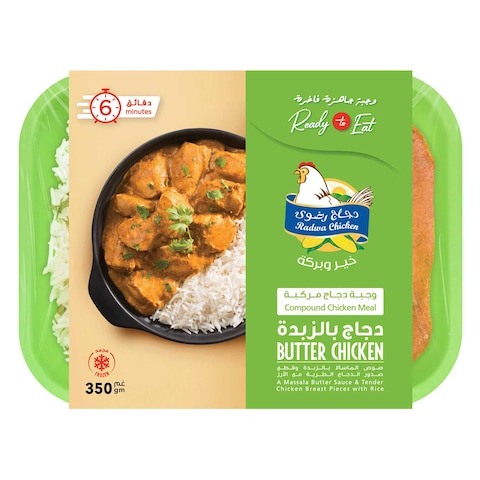 6
دقائق
minutes
وجبة جاهزة فاخرة
Ready to Eat
دجاج رضوى
Radwa Chicken
خير وبركة
وجبة دجاج مركبة
Compound Chicken Meal
دجاج بالزبدة
BUTTER CHICKEN
صوص الماسالا بالزبدة وقطع
صدور الدجاج الطرية مع الأرز
A Massala Butter Sauce & Tender
Chicken Breast Pieces with Rice
مجمد
FROZEN
350 غم
gm